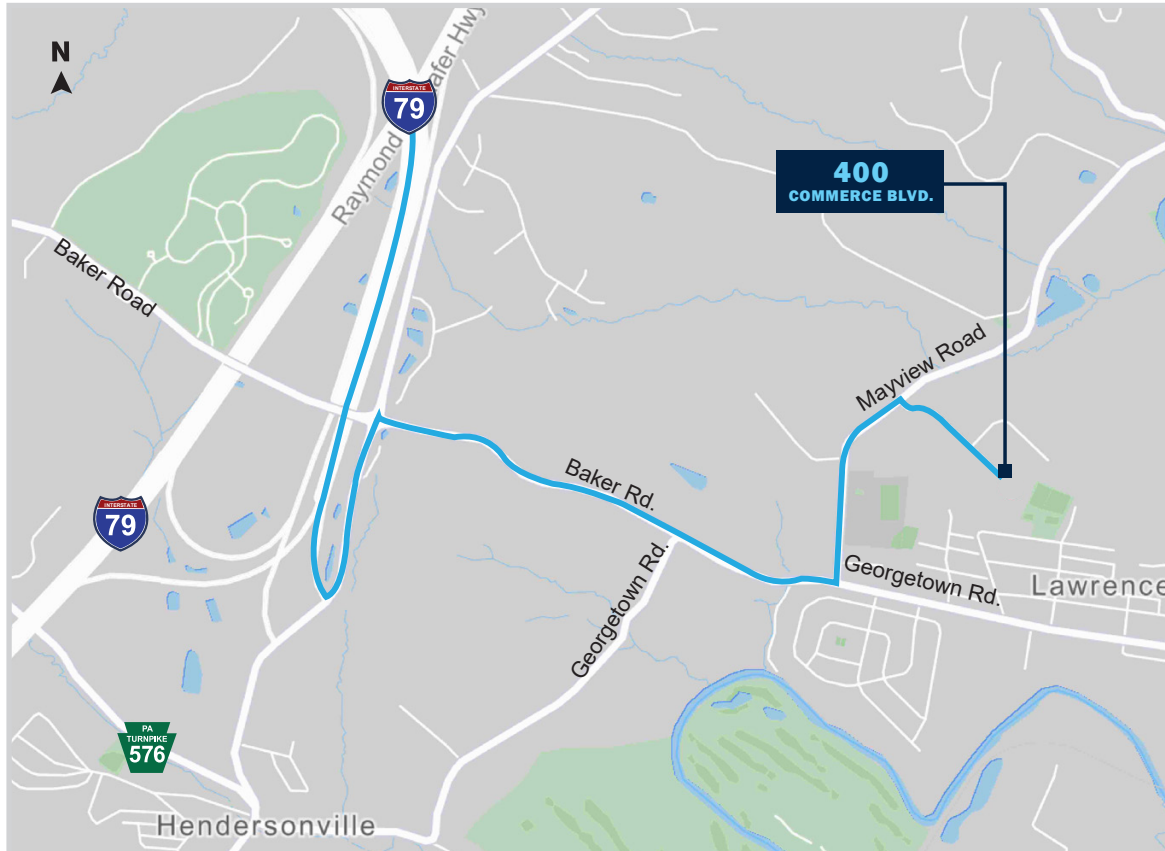 N
INTERSTATE
79
Raymond
afer Hwy
400
COMMERCE BLVD.
Baker Road
Mayview Road
Baker Rd.
INTERSTATE
79
Georgetown Rd.
Lawrence
Georgetown Rd.
PA
TURNPIKE
576
Hendersonville